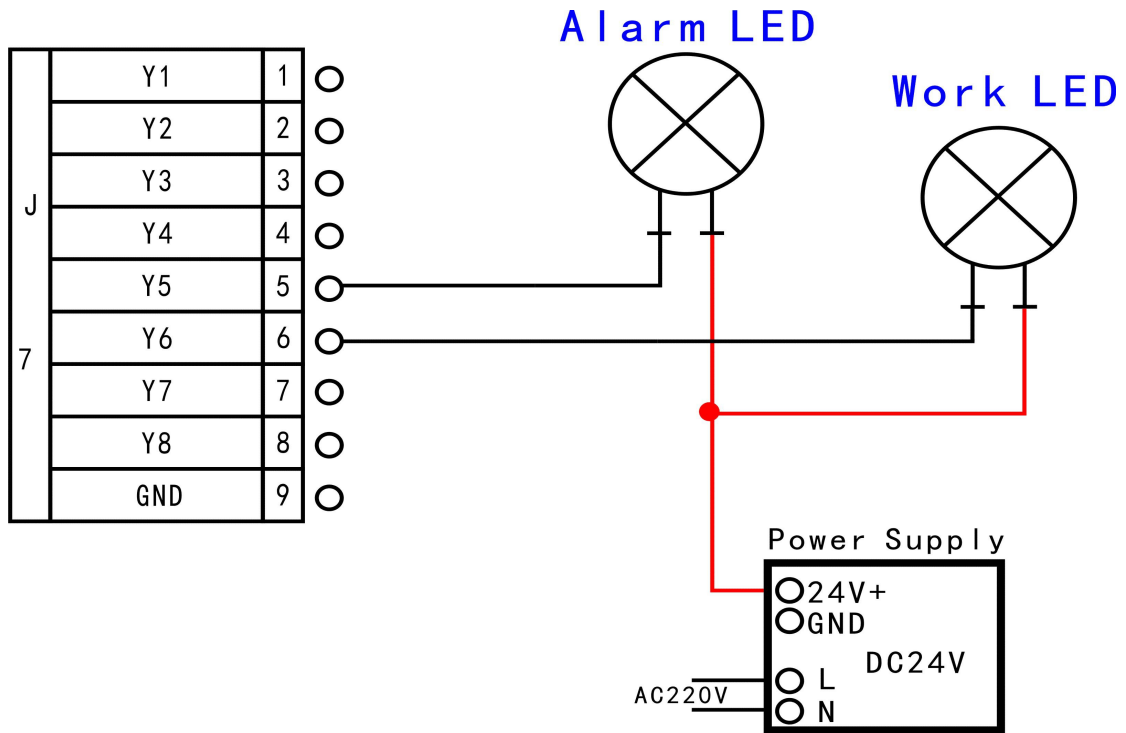 Alarm LED
Work LED
J7
Y1 1
Y2 2
Y3 3
Y4 4
Y5 5
Y6 6
Y7 7
Y8 8
GND 9
Power Supply
24V+
GND
DC24V
AC220V
L
N